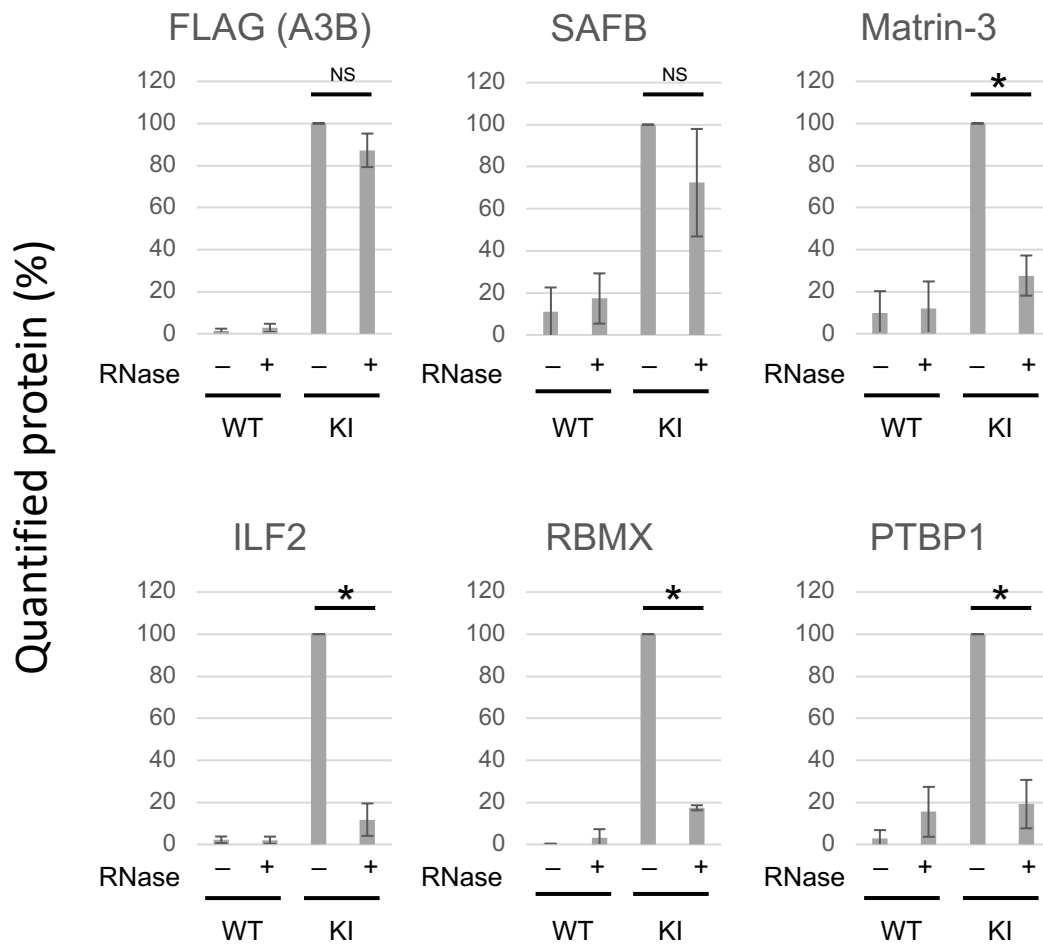 Quantified protein (%)
FLAG (A3B)
NS
120
100
80
60
40
20
0
RNase – + – +
WT KI
SAFB
NS
120
100
80
60
40
20
0
RNase – + – +
WT KI
Matrin-3
*
120
100
80
60
40
20
0
RNase – + – +
WT KI
ILF2
*
120
100
80
60
40
20
0
RNase – + – +
WT KI
RBMX
*
120
100
80
60
40
20
0
RNase – + – +
WT KI
PTBP1
*
120
100
80
60
40
20
0
RNase – + – +
WT KI